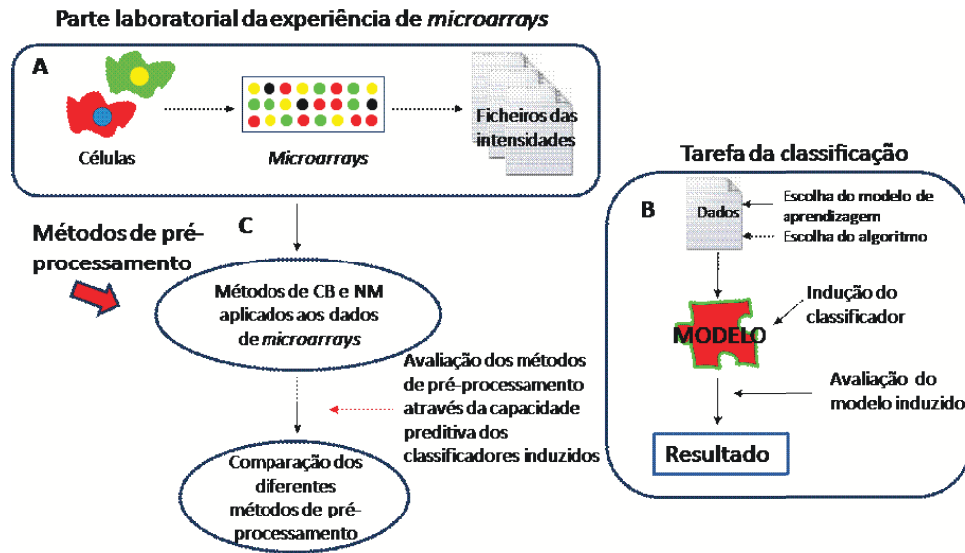 Parte laboratorial da experiência de microarrays
A
Células
Microarrays
Ficheiros das
intensidades
Métodos de pré-
processamento
C
Métodos de CB e NM
aplicados aos dados
de microarrays
Avaliação dos métodos
de pré-processamento
através da capacidade
preditiva dos
classificadores induzidos
Comparação dos
diferentes
métodos de pré-
processamento
Tarefa da classificação
B
Dados
Escolha do modelo de
aprendizagem
Escolha do algoritmo
MODELO
Indução do
classificador
Avaliação do
modelo induzido
Resultado